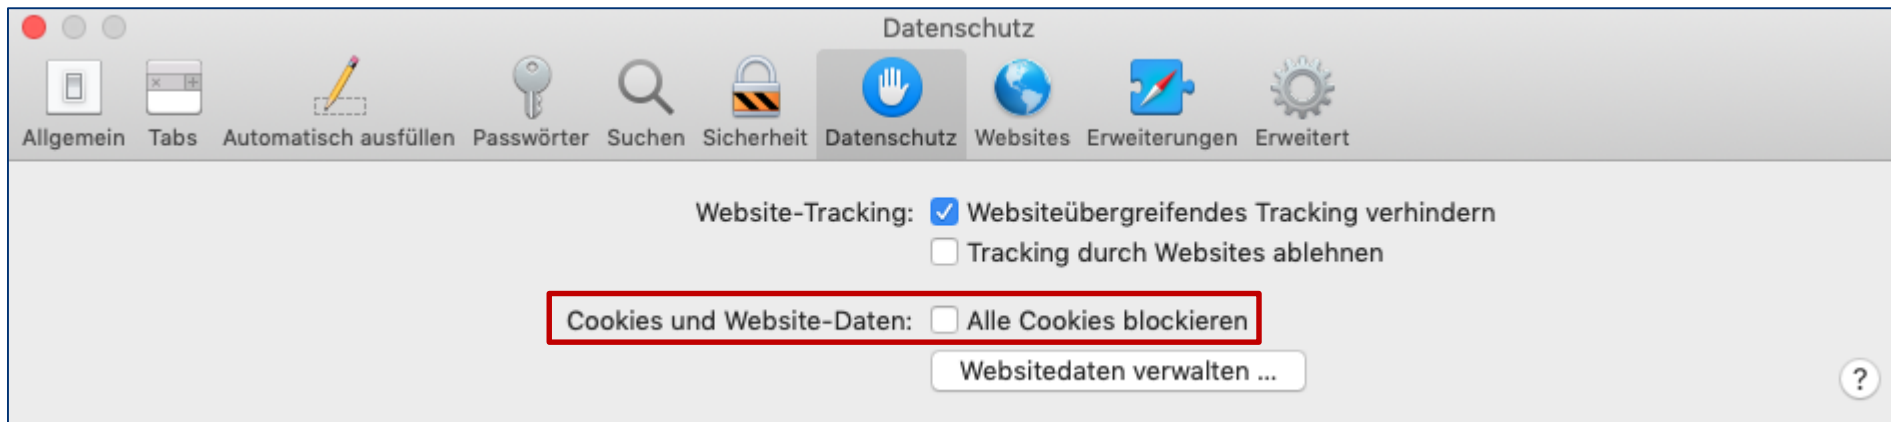 Datenschutz
Allgemein Tabs Automatisch ausfüllen Passwörter Suchen Sicherheit Datenschutz Websites Erweiterungen Erweitert
Website-Tracking: Websiteübergreifendes Tracking verhindern
Tracking durch Websites ablehnen
Cookies und Website-Daten: Alle Cookies blockieren
Websitedaten verwalten ...
?